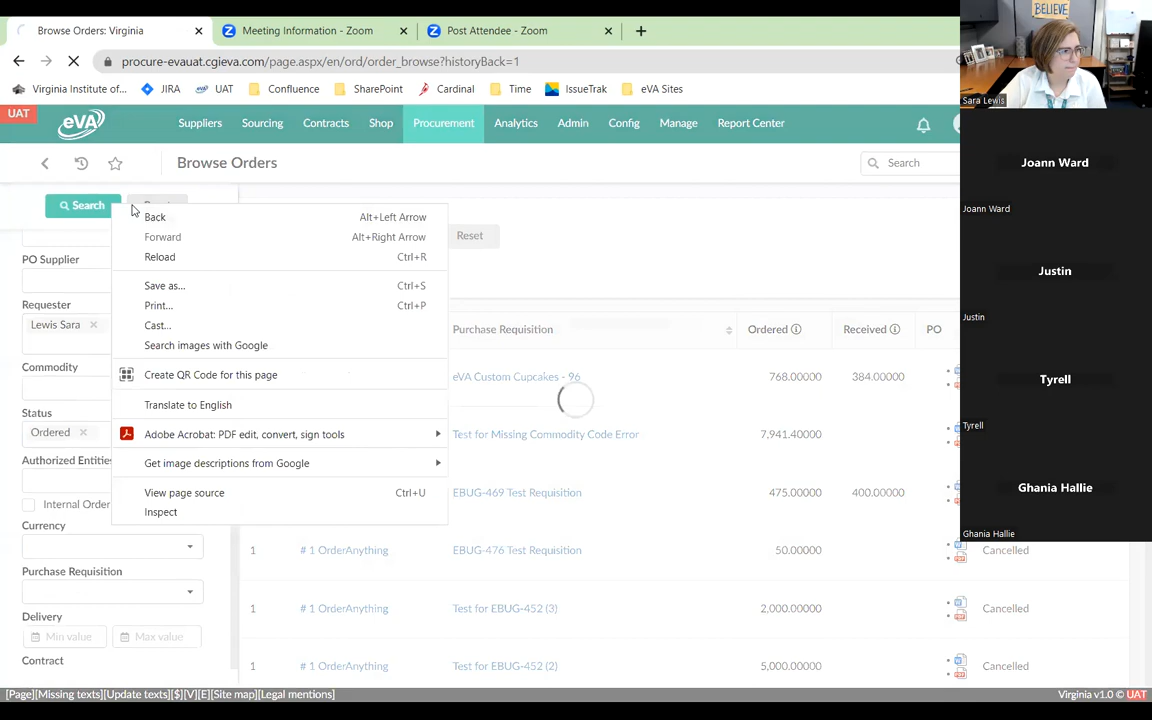 Browse Orders: Virginia
Meeting Information - Zoom
Post Attendee - Zoom
BELIEVE
procure-evauat.cgieva.com/page.aspx/en/ord/order_browse?historyBack=1
Virginia Institute of...
JIRA
UAT
Confluence
SharePoint
Cardinal
Time
IssueTrak
eVA Sites
UAT
eVA
Suppliers
Sourcing
Contracts
Shop
Procurement
Analytics
Admin
Config
Manage
Report Center
Sara Lewis
Browse Orders
Search
Joann Ward
Joann Ward
Search
Back Alt+Left Arrow
Forward Alt+Right Arrow
Reload Ctrl+R
Save as... Ctrl+S
Print... Ctrl+P
Cast...
Search images with Google
Create QR Code for this page
Translate to English
Adobe Acrobat: PDF edit, convert, sign tools
Get image descriptions from Google
View page source Ctrl+U
Inspect
Reset
PO Supplier
Requester
Lewis Sara
Commodity
Status
Ordered
Authorized Entities
Internal Order
Currency
Purchase Requisition
Delivery
Min value
Max value
Contract
Purchase Requisition Ordered Received PO
eVA Custom Cupcakes - 96 768.00000 384.00000
Test for Missing Commodity Code Error 7,941.40000
EBUG-469 Test Requisition 475.00000 400.00000
1 # 1 OrderAnything EBUG-476 Test Requisition 50.00000 Cancelled
1 # 1 OrderAnything Test for EBUG-452 (3) 2,000.00000 Cancelled
1 # 1 OrderAnything Test for EBUG-452 (2) 5,000.00000 Cancelled
Justin
Justin
Tyrell
Tyrell
Ghania Hallie
Ghania Hallie
[Page][Missing texts][Update texts][$][V][E][Site map][Legal mentions]
Virginia v1.0 © UAT